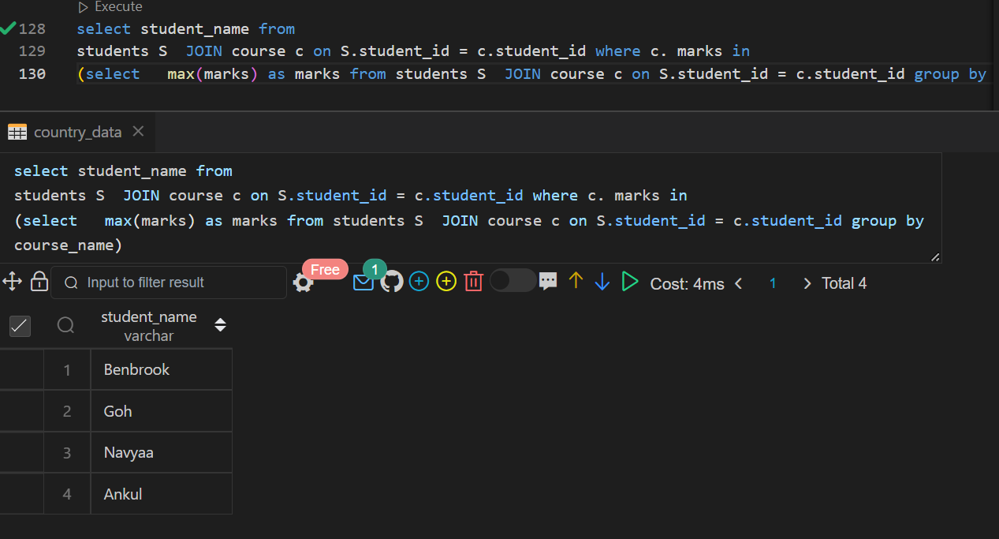 Execute
128 select student_name from
129 students S  JOIN course c on S.student_id = c.student_id where c. marks in
130 (select   max(marks) as marks from students S  JOIN course c on S.student_id = c.student_id group by
country_data
select student_name from
students S  JOIN course c on S.student_id = c.student_id where c. marks in
(select   max(marks) as marks from students S  JOIN course c on S.student_id = c.student_id group by
course_name)
Input to filter result Free 1 Cost: 4ms < 1 > Total 4
student_name
varchar
1 Benbrook
2 Goh
3 Navyaa
4 Ankul